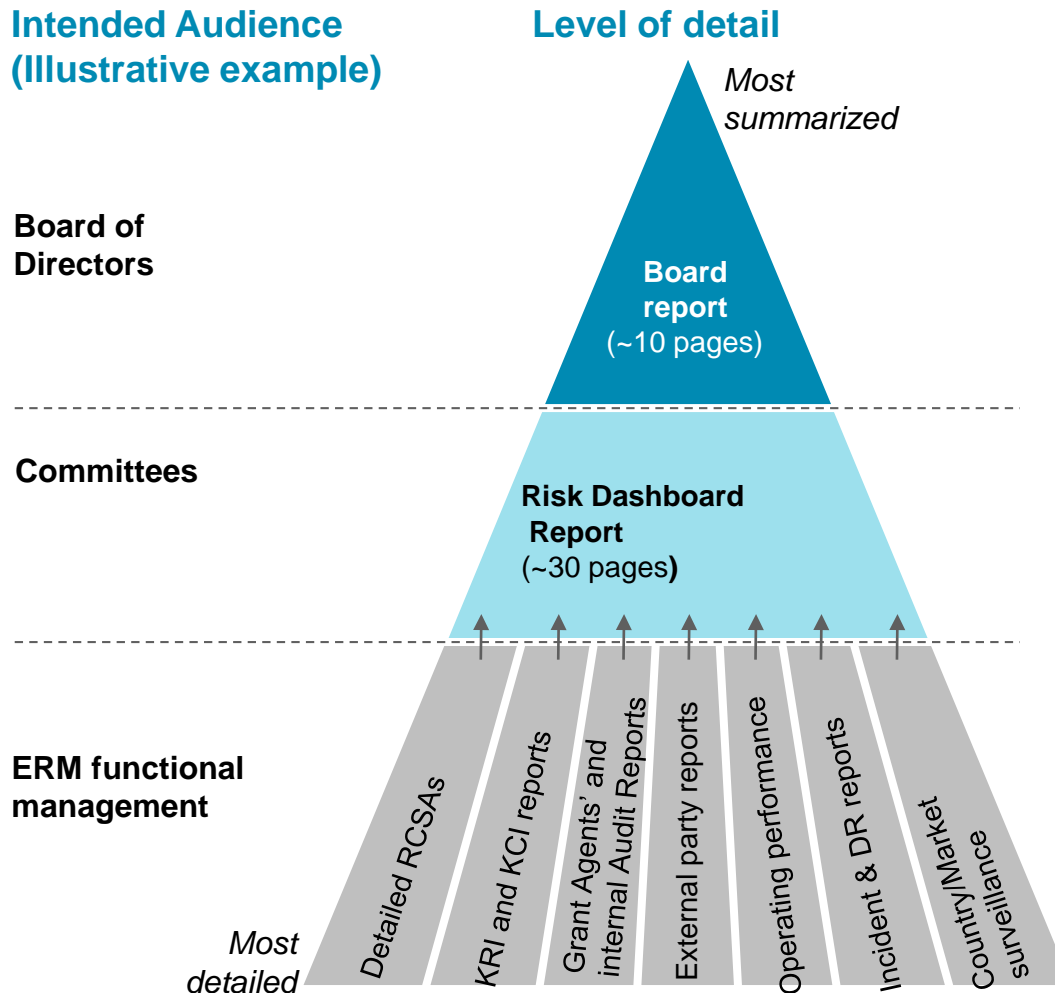 Intended Audience
(Illustrative example)
Level of detail
Most
summarized
Board of
Directors
Board
report
(~10 pages)
Committees
Risk Dashboard
Report
(~30 pages)
ERM functional
management
Most
detailed
Detailed RCSAs
KRI and KCI reports
Grant Agents’ and
internal Audit Reports
External party reports
Operating performance
Incident & DR reports
Country/Market
surveillance